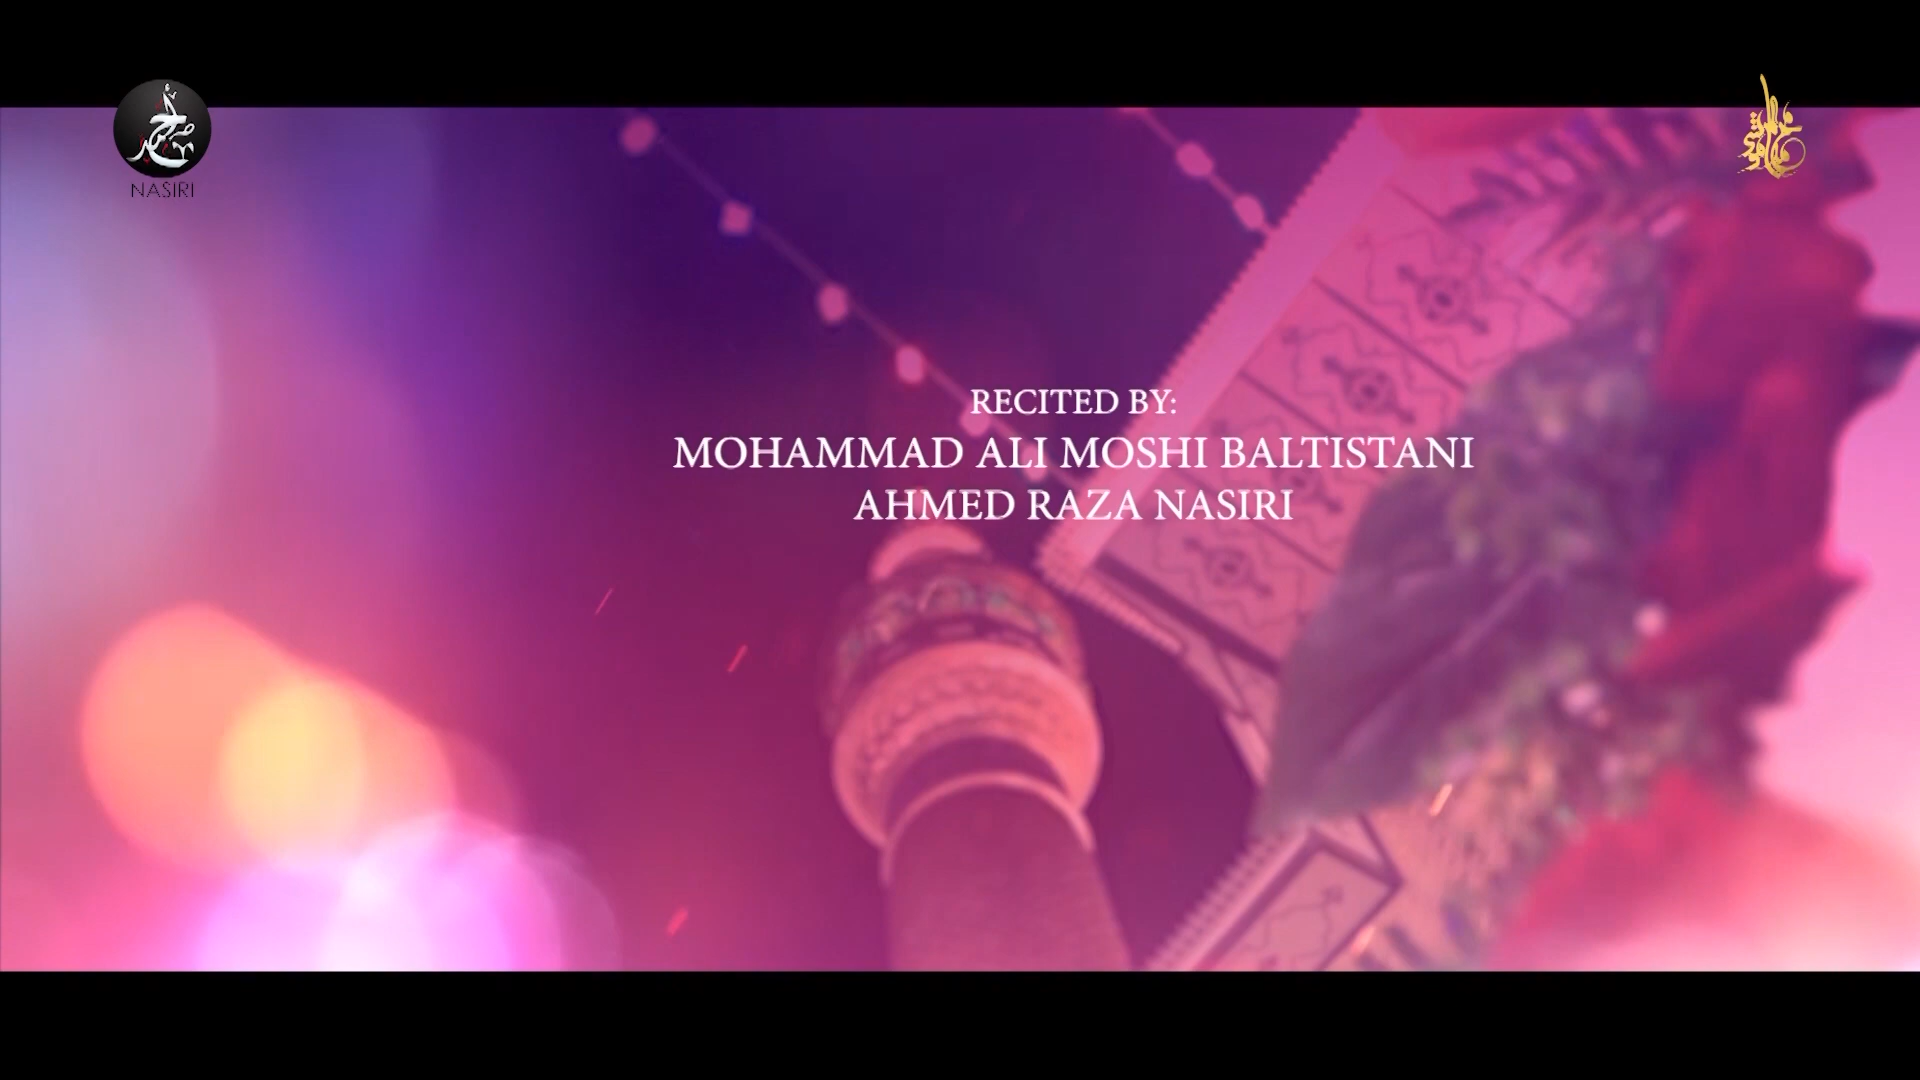 NASIRI
RECITED BY:
MOHAMMAD ALI MOSHI BALTISTANI
AHMED RAZA NASIRI